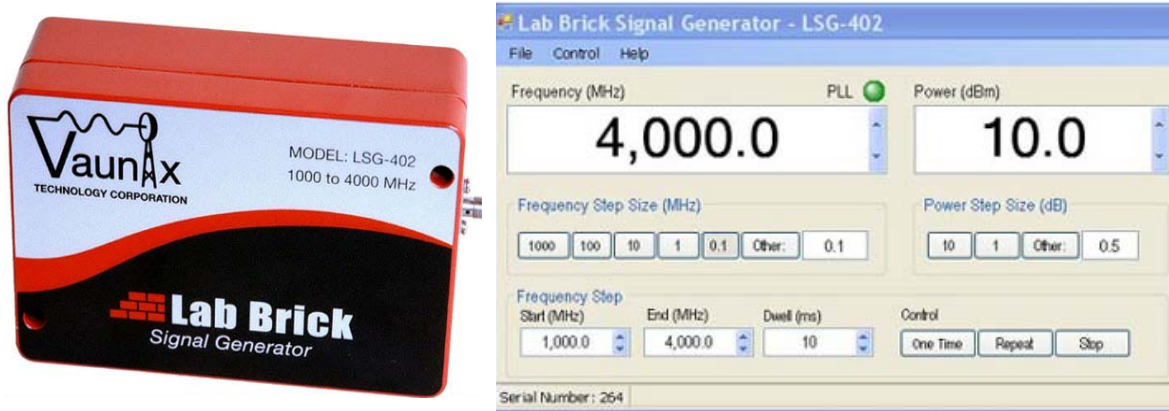 Vaunix
TECHNOLOGY CORPORATION
MODEL: LSG-402
1000 to 4000 MHz
Lab Brick
Signal Generator
Lab Brick Signal Generator - LSG-402
File Control Help
Frequency (MHz) PLL Power (dBm)
4,000.0 10.0
Frequency Step Size (MHz) Power Step Size (dB)
1000 100 10 1 0.1 Other: 0.1 10 1 Other: 0.5
Frequency Step
Start (MHz) End (MHz) Dwell (ms) Control
1,000.0 4,000.0 10 One Time Repeat Stop
Serial Number: 264